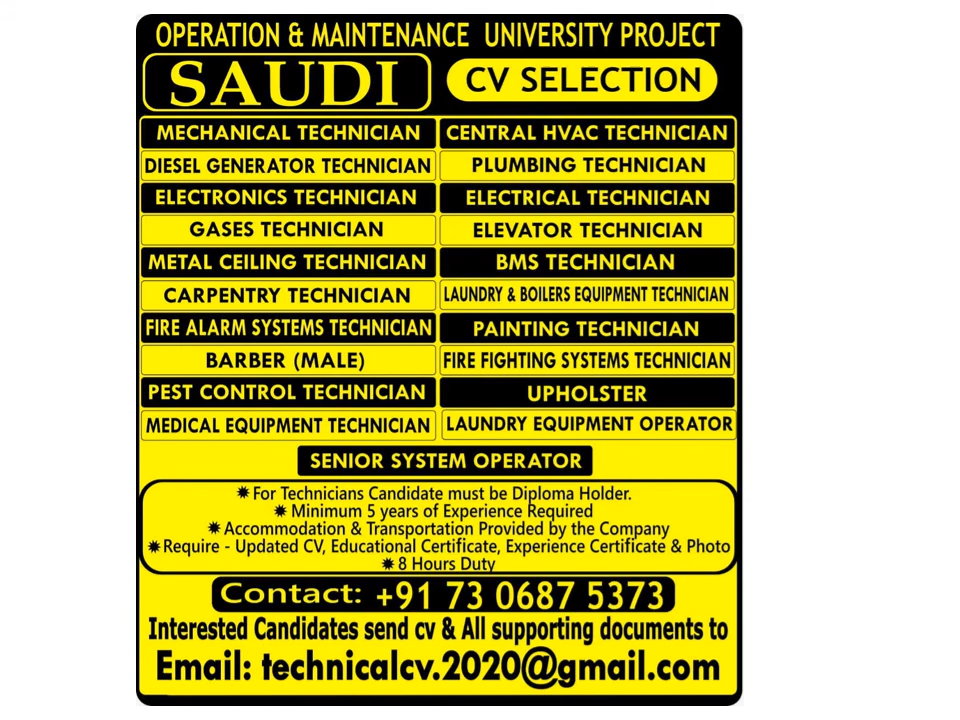 OPERATION & MAINTENANCE UNIVERSITY PROJECT
SAUDI
CV SELECTION
MECHANICAL TECHNICIAN
CENTRAL HVAC TECHNICIAN
DIESEL GENERATOR TECHNICIAN
PLUMBING TECHNICIAN
ELECTRONICS TECHNICIAN
ELECTRICAL TECHNICIAN
GASES TECHNICIAN
ELEVATOR TECHNICIAN
METAL CEILING TECHNICIAN
BMS TECHNICIAN
CARPENTRY TECHNICIAN
LAUNDRY & BOILERS EQUIPMENT TECHNICIAN
FIRE ALARM SYSTEMS TECHNICIAN
PAINTING TECHNICIAN
BARBER (MALE)
FIRE FIGHTING SYSTEMS TECHNICIAN
PEST CONTROL TECHNICIAN
UPHOLSTER
MEDICAL EQUIPMENT TECHNICIAN
LAUNDRY EQUIPMENT OPERATOR
SENIOR SYSTEM OPERATOR
✹ For Technicians Candidate must be Diploma Holder.
✹ Minimum 5 years of Experience Required
✹ Accommodation & Transportation Provided by the Company
✹ Require - Updated CV, Educational Certificate, Experience Certificate & Photo
✹ 8 Hours Duty
Contact: +91 73 0687 5373
Interested Candidates send cv & All supporting documents to
Email: technicalcv.2020@gmail.com